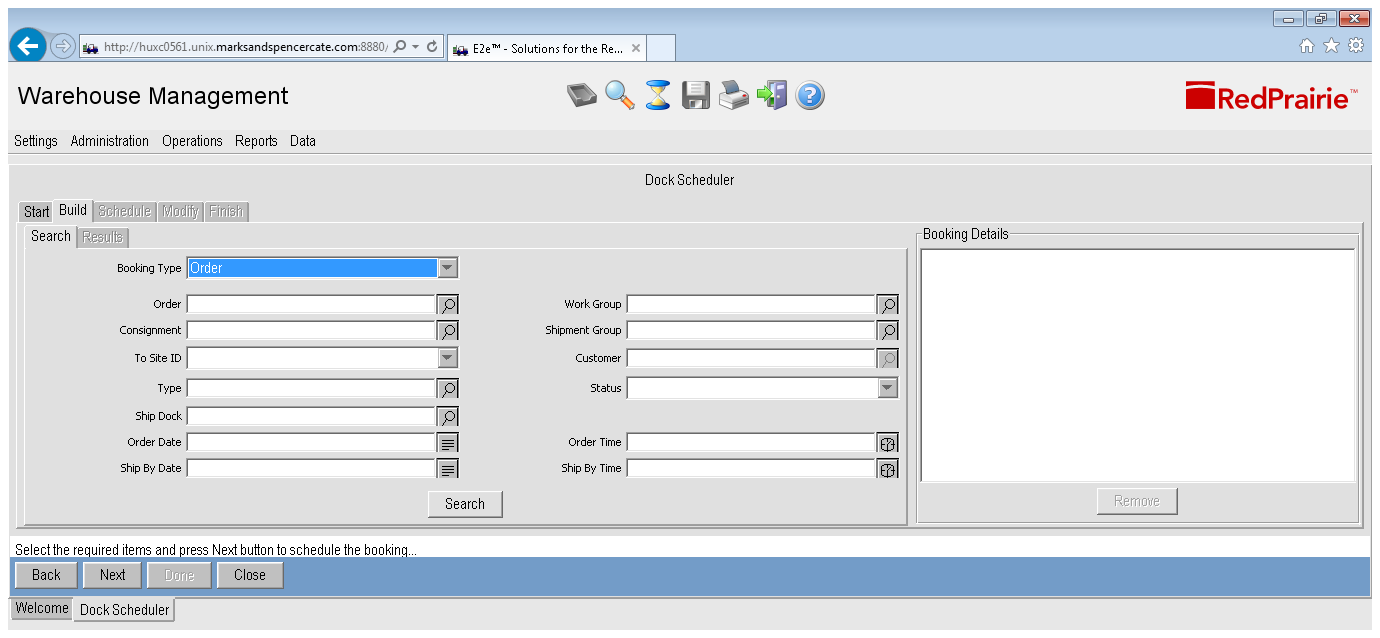 http://huxc0561.unix.marksandspencercate.com:8880/
E2e™ - Solutions for the Re...
Warehouse Management
RedPrairie™
Settings Administration Operations Reports Data
Dock Scheduler
Start Build Schedule Modify Finish
Search Results
Booking Details
Booking Type Order
Order Work Group
Consignment Shipment Group
To Site ID Customer
Type Status
Ship Dock
Order Date Order Time
Ship By Date Ship By Time
Search
Remove
Select the required items and press Next button to schedule the booking...
Back Next Done Close
Welcome Dock Scheduler